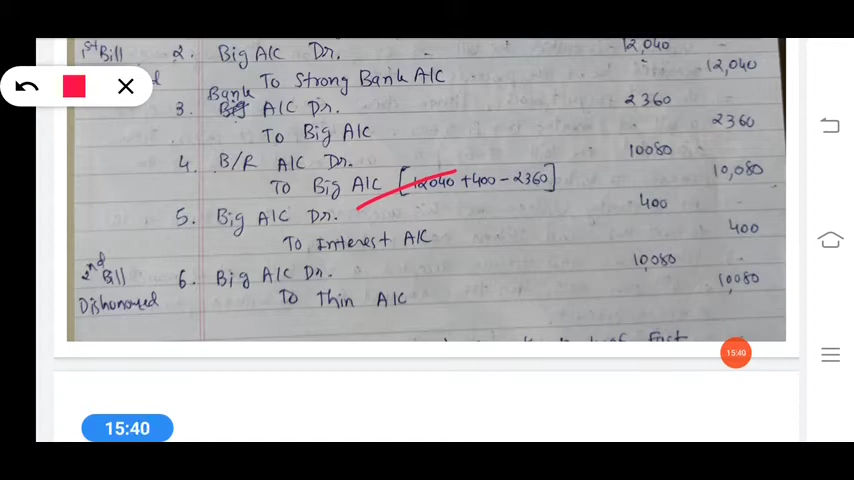 1st Bill 2. Big A/C Dr. 12,040
To Strong Bank A/C 12,040
Bank
3. Big A/C Dr. 2360
To Big A/C 2360
4. B/R A/C Dr. 10080
To Big A/C [12040+400-2360] 10,080
5. Big A/C Dr. 400
To Interest A/C 400
2nd Bill 6. Big A/C Dr. 10,080
Dishonoured To Thin A/C 10080
15:40
15:40